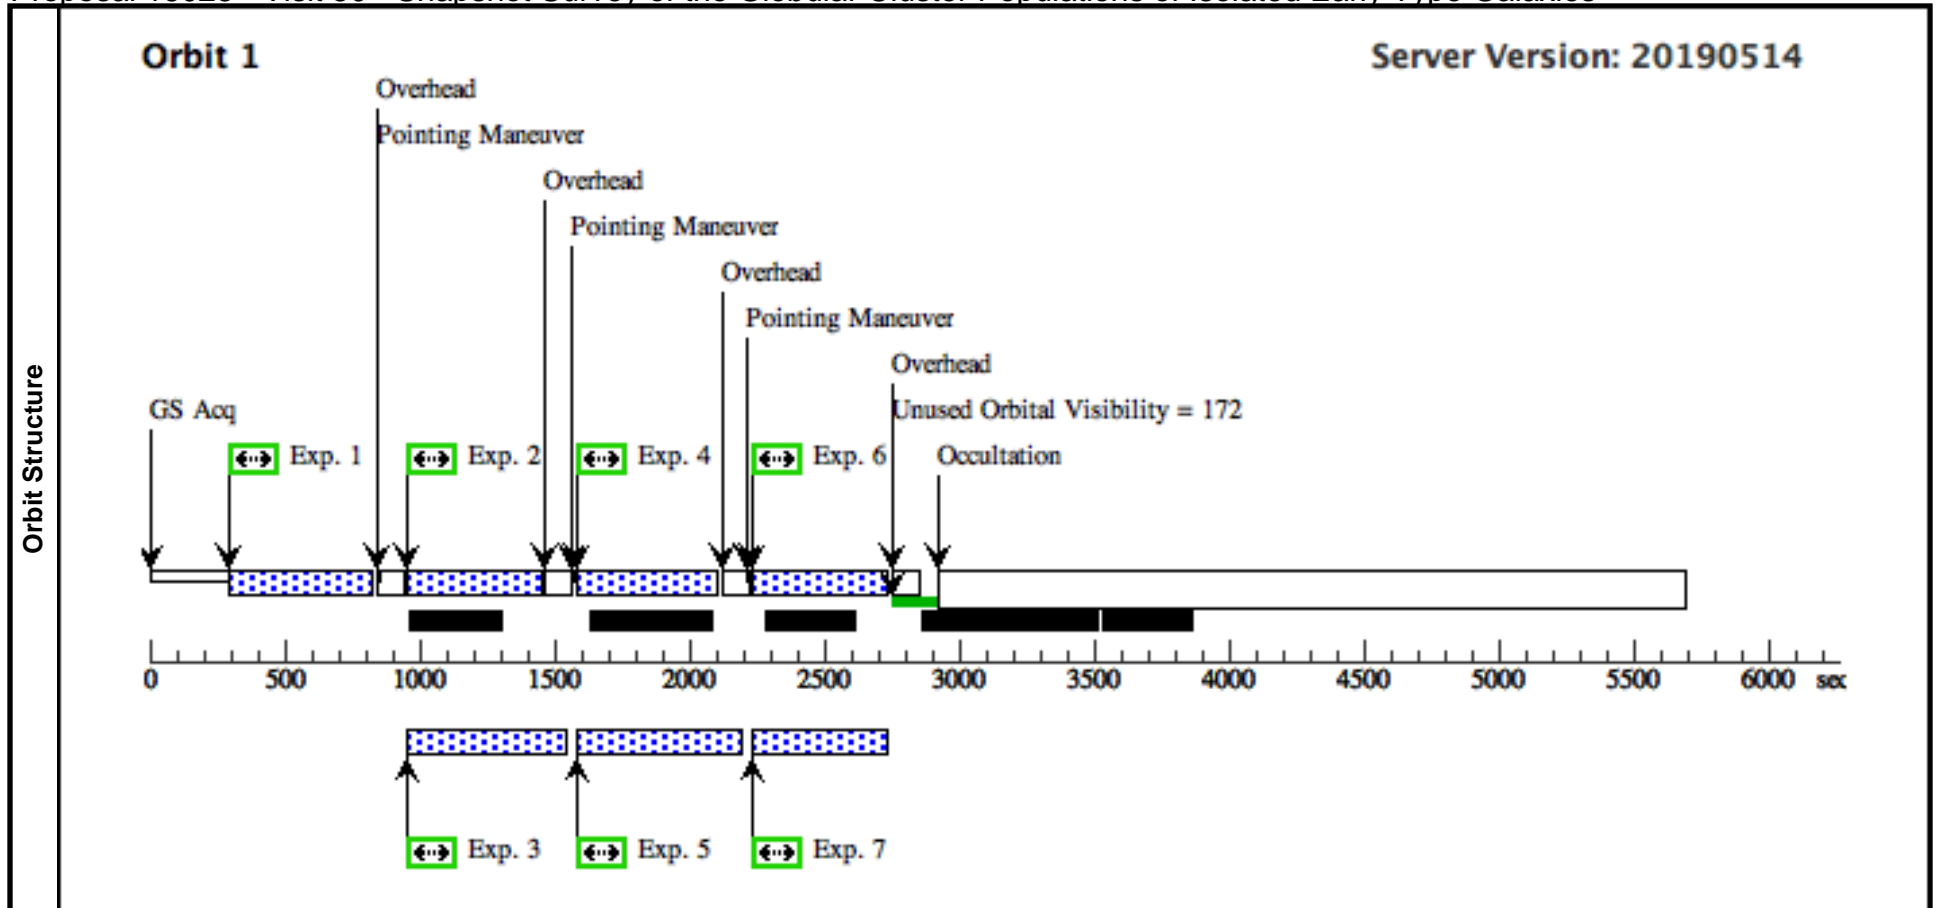 Orbit 1
Server Version: 20190514
Overhead
Pointing Maneuver
Overhead
Pointing Maneuver
Overhead
Pointing Maneuver
Overhead
GS Acq
Unused Orbital Visibility = 172
Exp. 1
Exp. 2
Exp. 4
Exp. 6
Occultation
Orbit Structure
0 500 1000 1500 2000 2500 3000 3500 4000 4500 5000 5500 6000 sec
Exp. 3
Exp. 5
Exp. 7